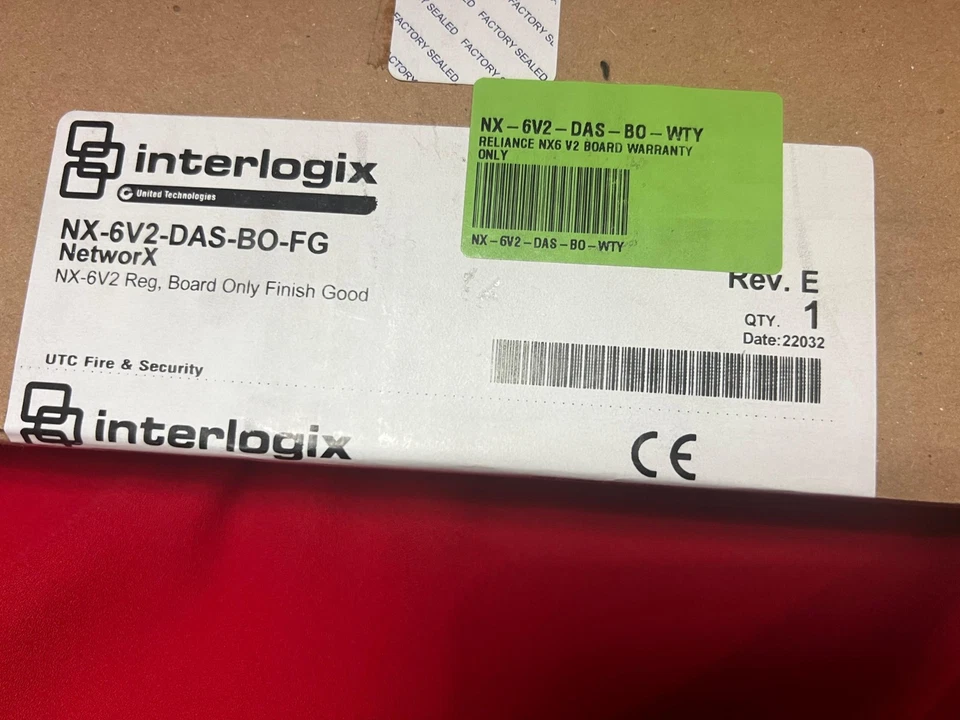 FACTORY SEALED
FACTORY SEALED
FACTORY SEALED
FACTORY
NX-6V2-DAS-BO-WTY
RELIANCE NX6 V2 BOARD WARRANTY
ONLY
NX-6V2-DAS-BO-WTY
interlogix
United Technologies
NX-6V2-DAS-BO-FG
NetworX
NX-6V2 Reg, Board Only Finish Good
Rev. E
QTY. 1
Date:22032
UTC Fire & Security
interlogix
CE